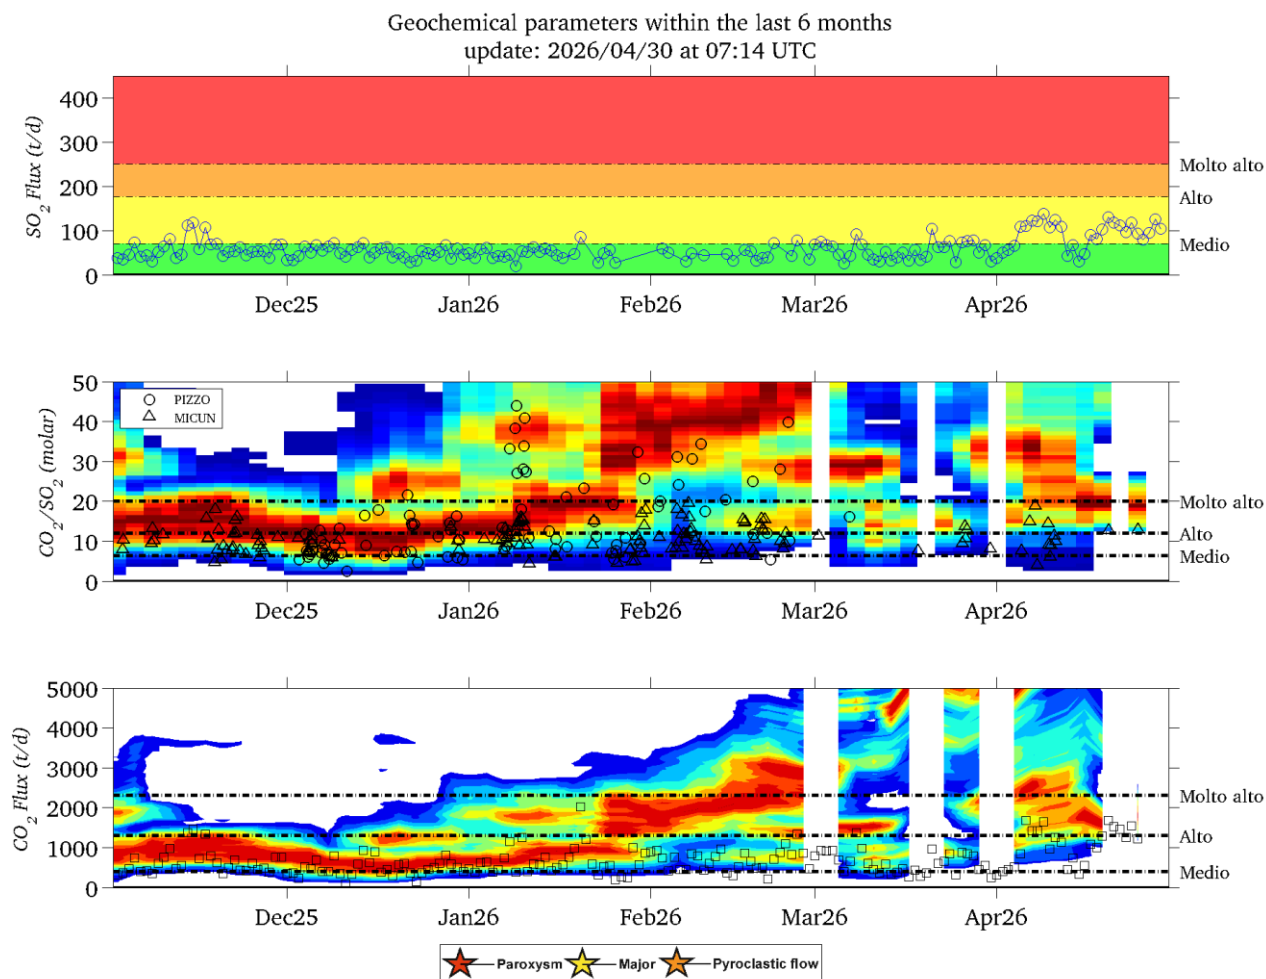 Geochemical parameters within the last 6 months
update: 2026/04/30 at 07:14 UTC
SO2 Flux (t/d)
400
300
200
100
0
Molto alto
Alto
Medio
Dec25 Jan26 Feb26 Mar26 Apr26
CO2/SO2 (molar)
50
40
30
20
10
0
PIZZO
MICUN
Molto alto
Alto
Medio
Dec25 Jan26 Feb26 Mar26 Apr26
CO2 Flux (t/d)
5000
4000
3000
2000
1000
0
Molto alto
Alto
Medio
Dec25 Jan26 Feb26 Mar26 Apr26
Paroxysm Major Pyroclastic flow